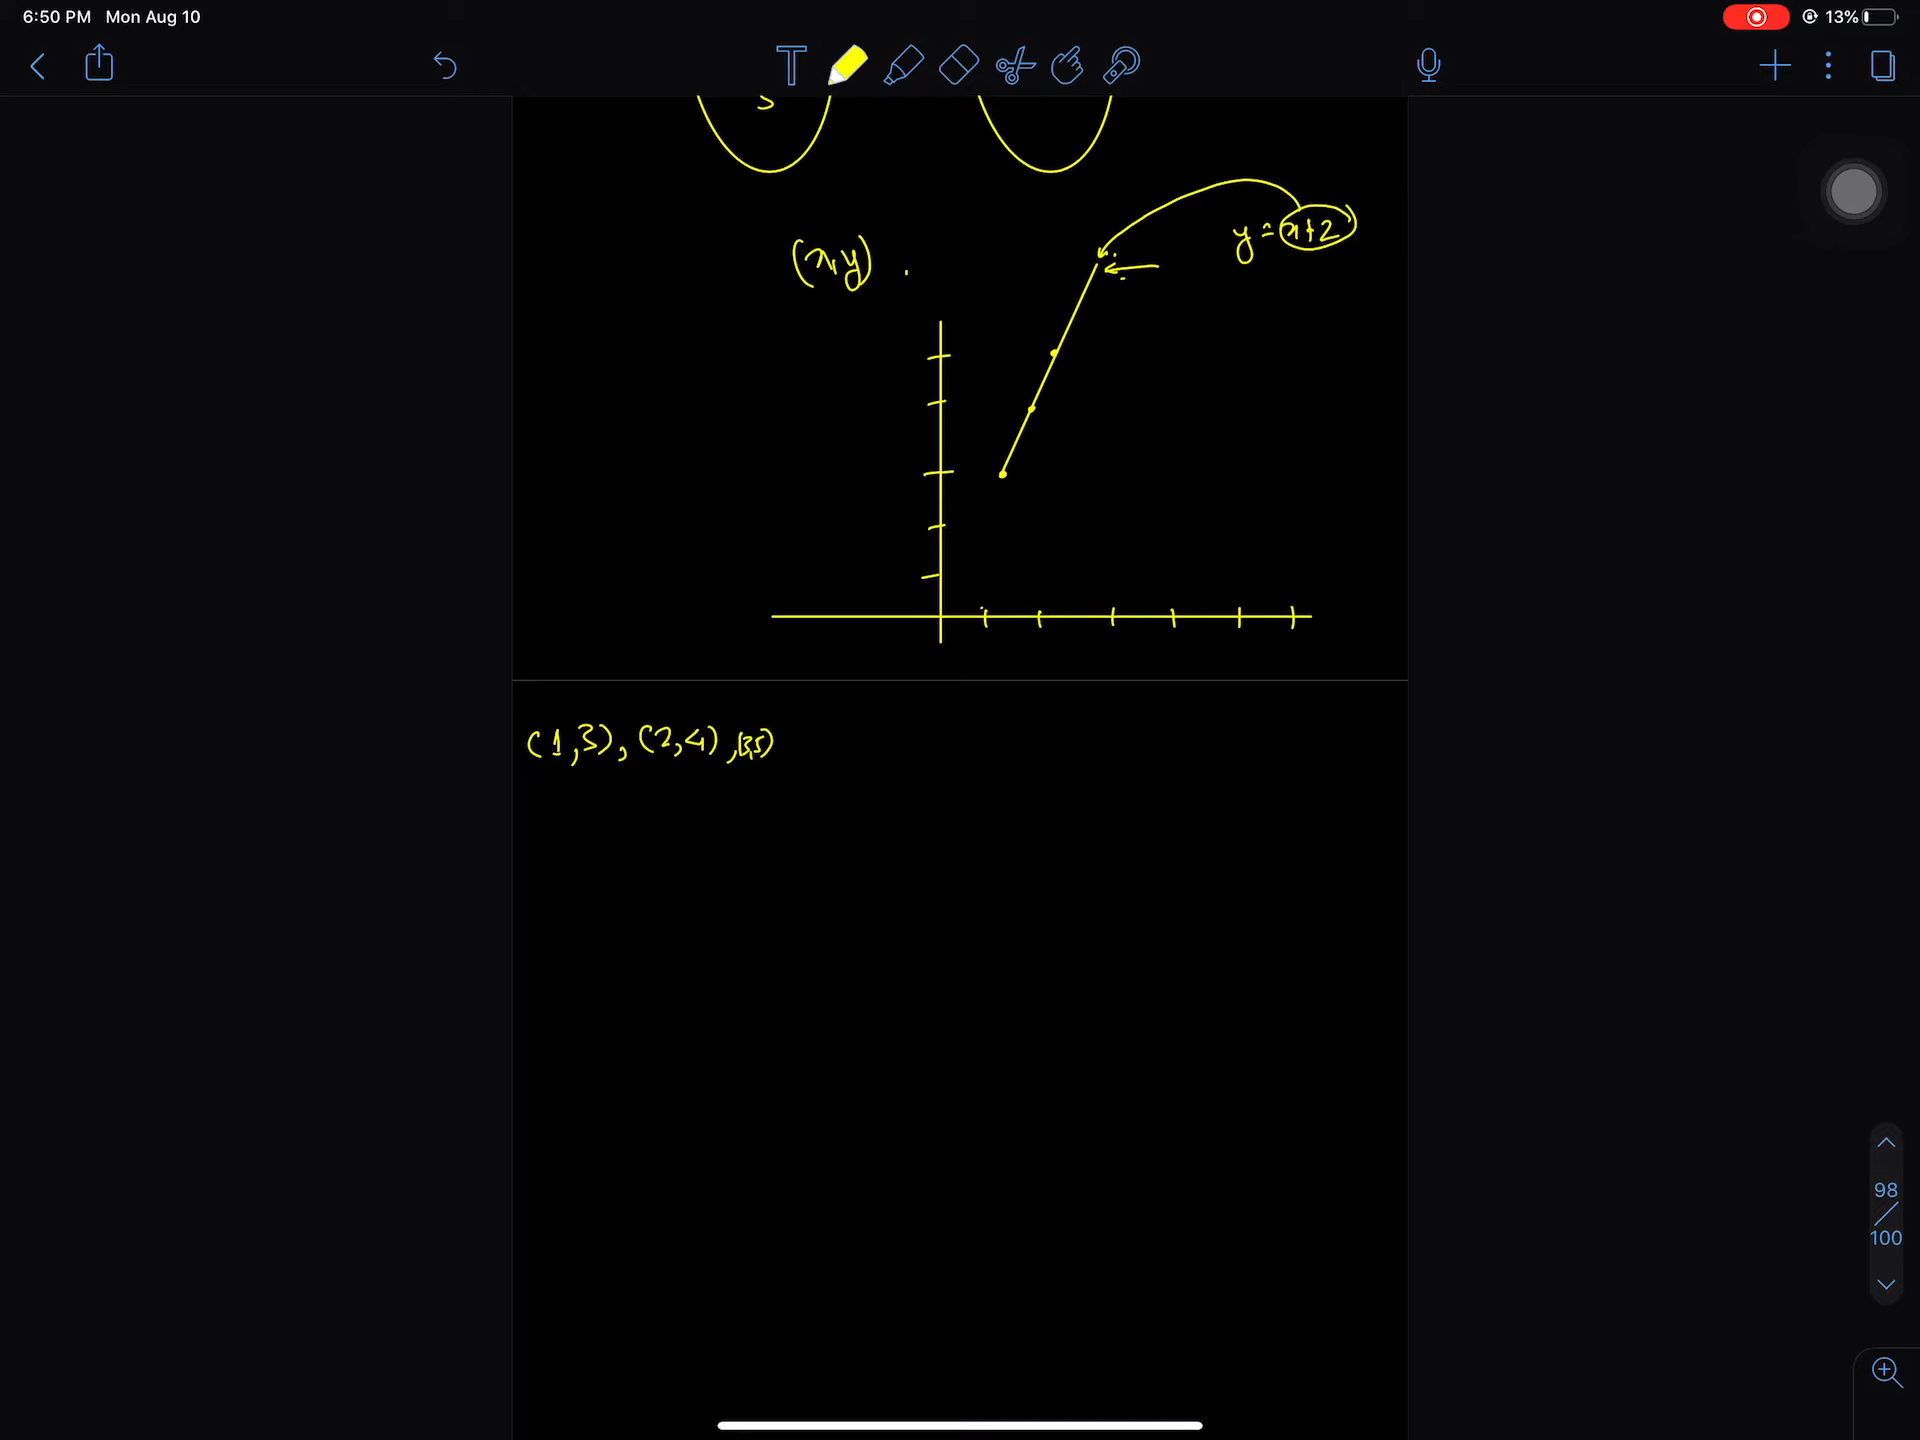 6:50 PM Mon Aug 10
13%
T
y = x+2
(x,y) .
(1,3), (2,4), (3,5)
98
100